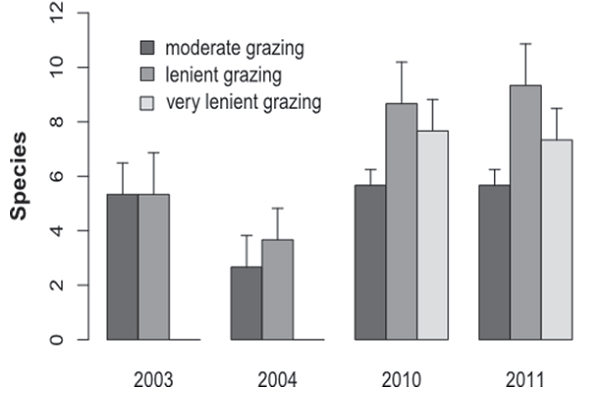 moderate grazing
lenient grazing
very lenient grazing
Species
12
10
8
6
4
2
0
2003 2004 2010 2011